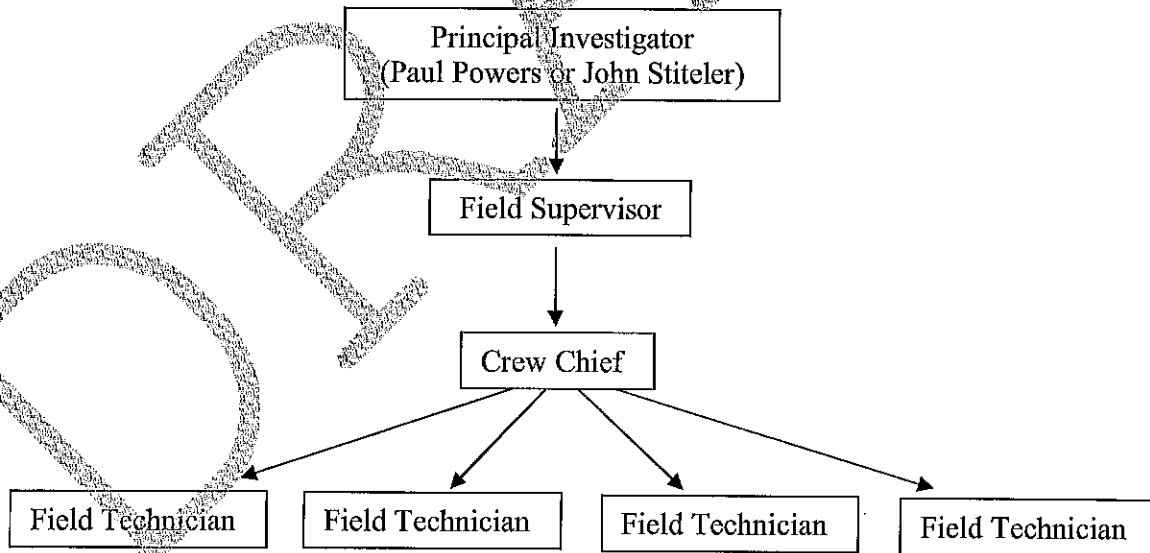 Principal Investigator
(Paul Powers or John Stiteler)
Field Supervisor
Crew Chief
Field Technician
Field Technician
Field Technician
Field Technician